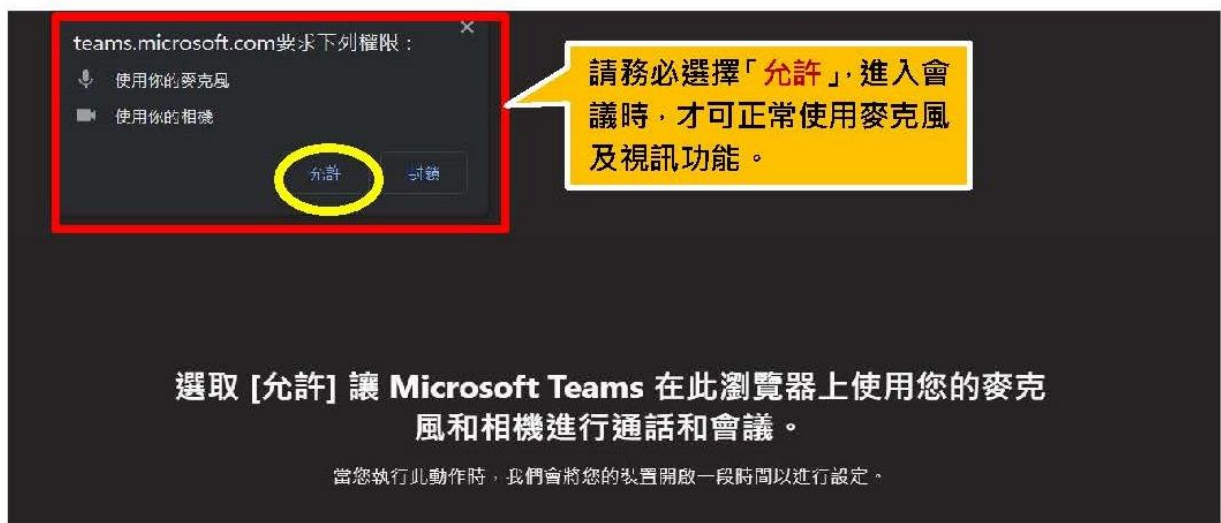 teams.microsoft.com要求下列權限：
使用你的麥克風
使用你的相機
允許
封鎖
請務必選擇「允許」，進入會
議時，才可正常使用麥克風
及視訊功能。
選取 [允許] 讓 Microsoft Teams 在此瀏覽器上使用您的麥克
風和相機進行通話和會議。
當您執行此動作時，我們會將您的裝置開啟一段時間以進行設定。